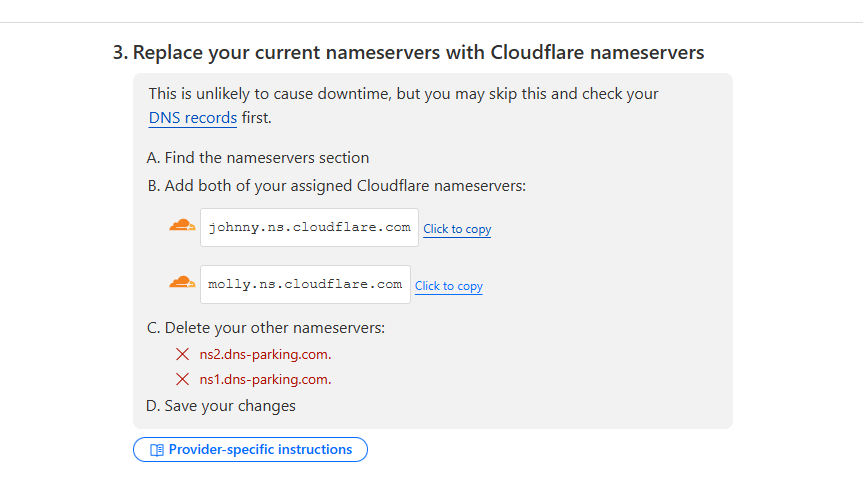 3. Replace your current nameservers with Cloudflare nameservers
This is unlikely to cause downtime, but you may skip this and check your
DNS records first.
A. Find the nameservers section
B. Add both of your assigned Cloudflare nameservers:
johnny.ns.cloudflare.com Click to copy
molly.ns.cloudflare.com Click to copy
C. Delete your other nameservers:
ns2.dns-parking.com.
ns1.dns-parking.com.
D. Save your changes
Provider-specific instructions